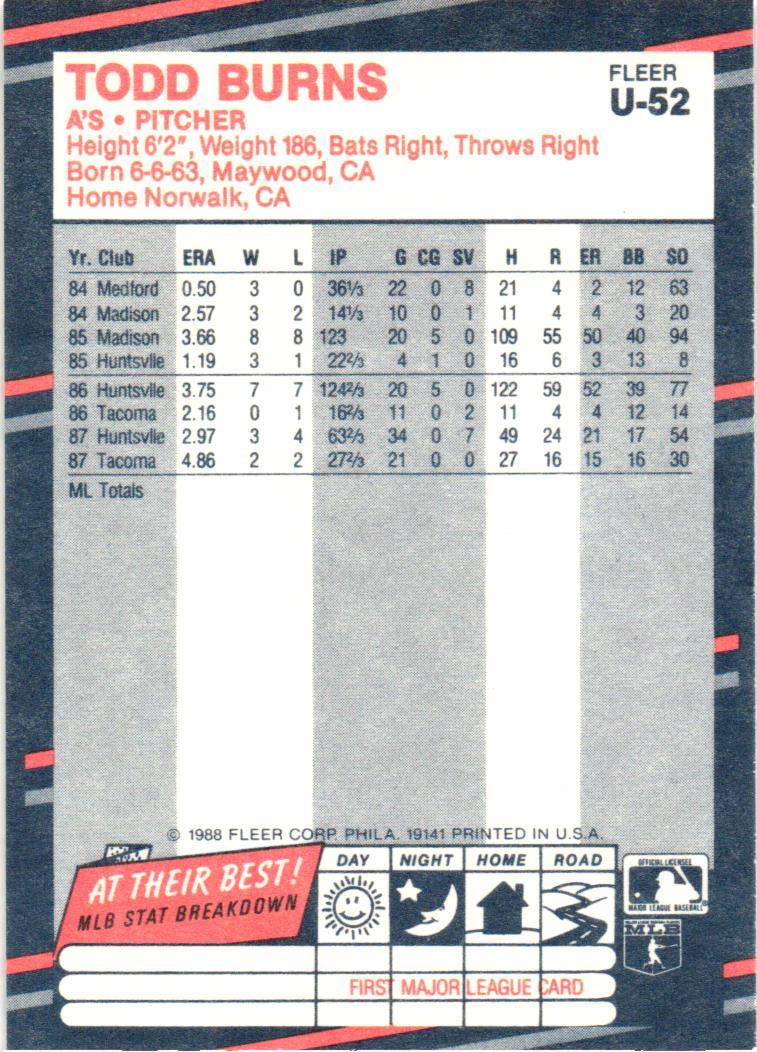 TODD BURNS
FLEER
U-52
A'S • PITCHER
Height 6'2", Weight 186, Bats Right, Throws Right
Born 6-6-63, Maywood, CA
Home Norwalk, CA
Yr. Club ERA W L IP G CG SV H R ER BB SO
84 Medford 0.50 3 0 36⅓ 22 0 8 21 4 2 12 63
84 Madison 2.57 3 2 14⅓ 10 0 1 11 4 4 3 20
85 Madison 3.66 8 8 123 20 5 0 109 55 50 40 94
85 Huntsvlle 1.19 3 1 22⅔ 4 1 0 16 6 3 13 8
86 Huntsvlle 3.75 7 7 124⅔ 20 5 0 122 59 52 39 77
86 Tacoma 2.16 0 1 16⅔ 11 0 2 11 4 4 12 14
87 Huntsvlle 2.97 3 4 63⅔ 34 0 7 49 24 21 17 54
87 Tacoma 4.86 2 2 27⅔ 21 0 0 27 16 15 16 30
ML Totals
© 1988 FLEER CORP. PHILA. 19141 PRINTED IN U.S.A.
AT THEIR BEST!
MLB STAT BREAKDOWN
DAY NIGHT HOME ROAD
OFFICIAL LICENSEE
MAJOR LEAGUE BASEBALL®
MLB
FIRST MAJOR LEAGUE CARD